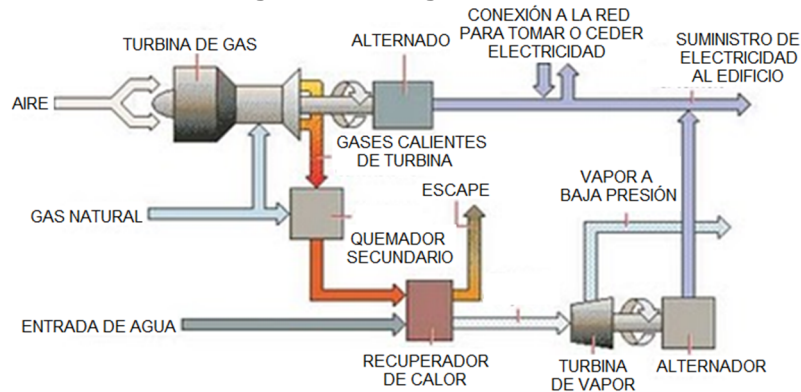 CONEXIÓN A LA RED
PARA TOMAR O CEDER
ELECTRICIDAD
TURBINA DE GAS
ALTERNADO
SUMINISTRO DE
ELECTRICIDAD
AL EDIFICIO
AIRE
GASES CALIENTES
DE TURBINA
GAS NATURAL
ESCAPE
VAPOR A
BAJA PRESIÓN
QUEMADOR
SECUNDARIO
ENTRADA DE AGUA
RECUPERADOR
DE CALOR
TURBINA
DE VAPOR
ALTERNADOR